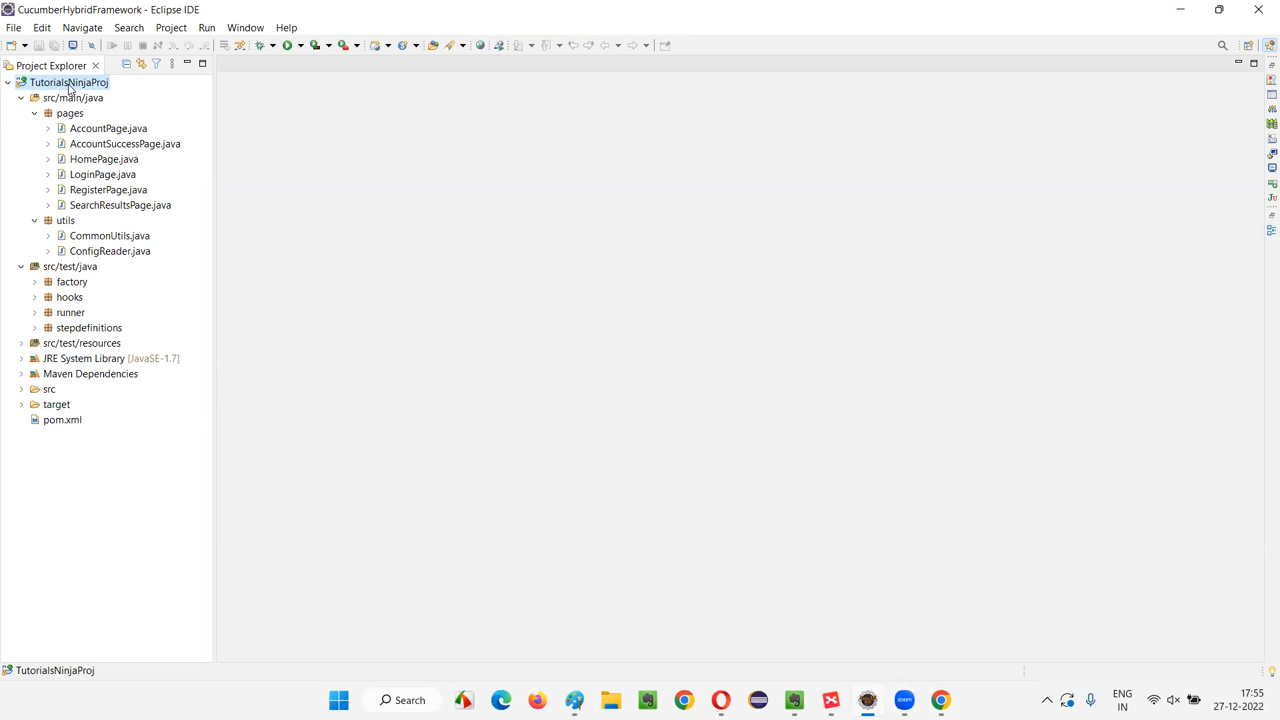 CucumberHybridFramework - Eclipse IDE
File Edit Navigate Search Project Run Window Help
Project Explorer
TutorialsNinjaProj
src/main/java
pages
AccountPage.java
AccountSuccessPage.java
HomePage.java
LoginPage.java
RegisterPage.java
SearchResultsPage.java
utils
CommonUtils.java
ConfigReader.java
src/test/java
factory
hooks
runner
stepdefinitions
src/test/resources
JRE System Library [JavaSE-1.7]
Maven Dependencies
src
target
pom.xml
TutorialsNinjaProj
Search
zoom
ENG
IN
17:55
27-12-2022